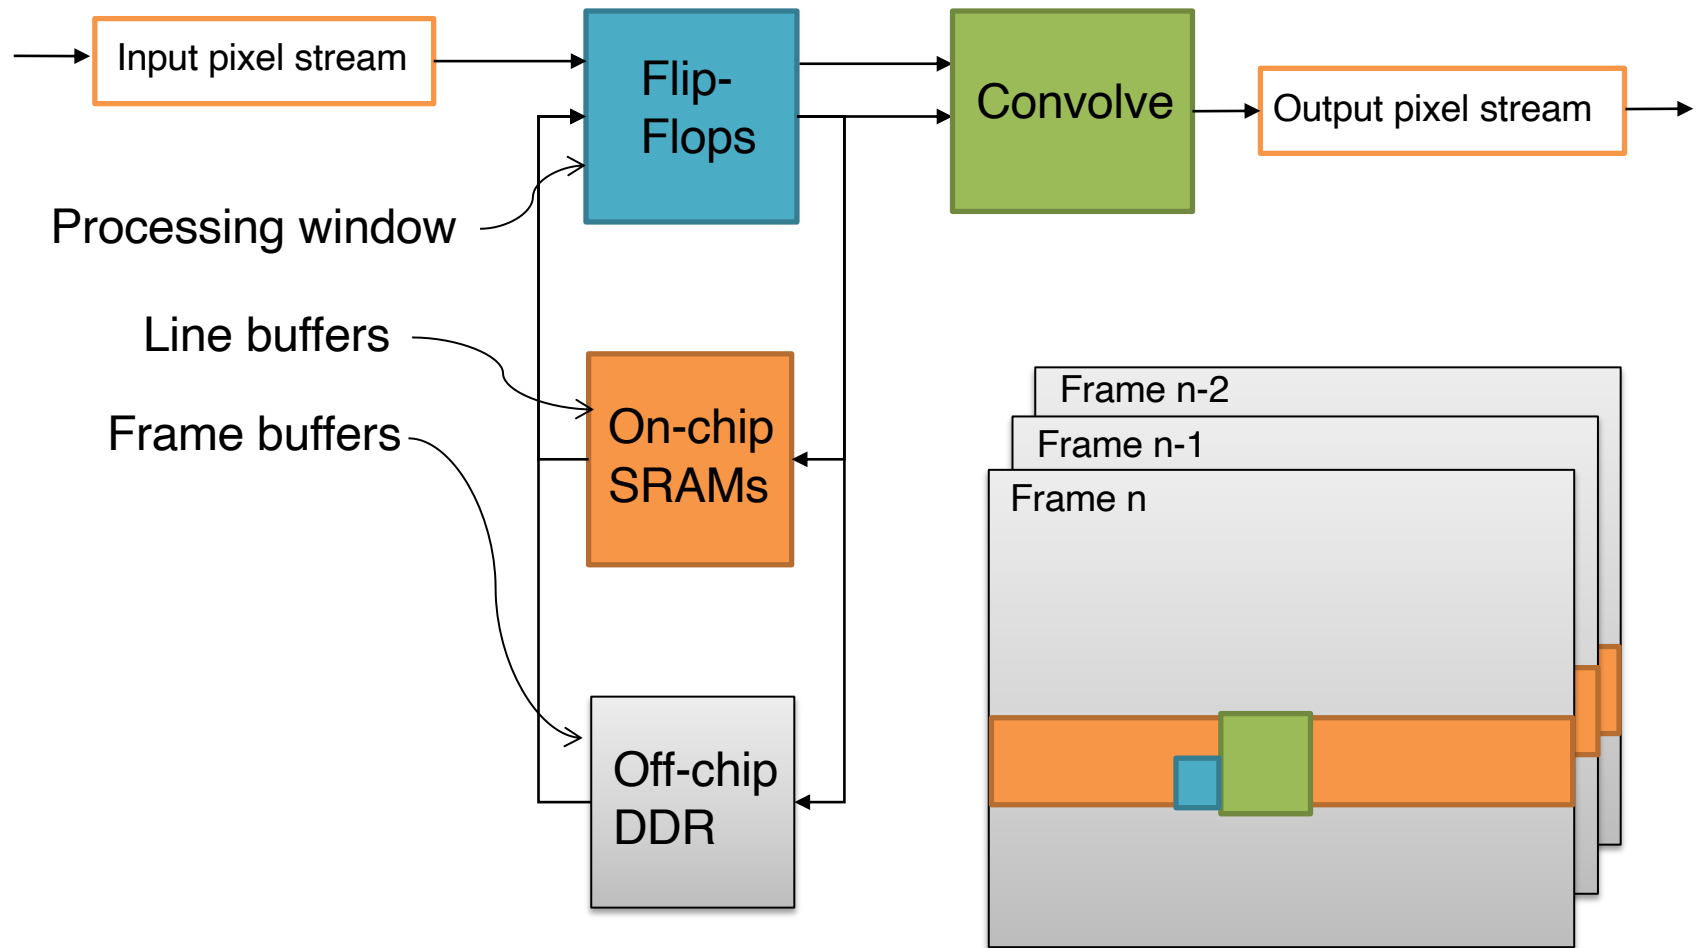 Input pixel stream
Flip-
Flops
Convolve
Output pixel stream
Processing window
Line buffers
Frame buffers
On-chip
SRAMs
Off-chip
DDR
Frame n-2
Frame n-1
Frame n